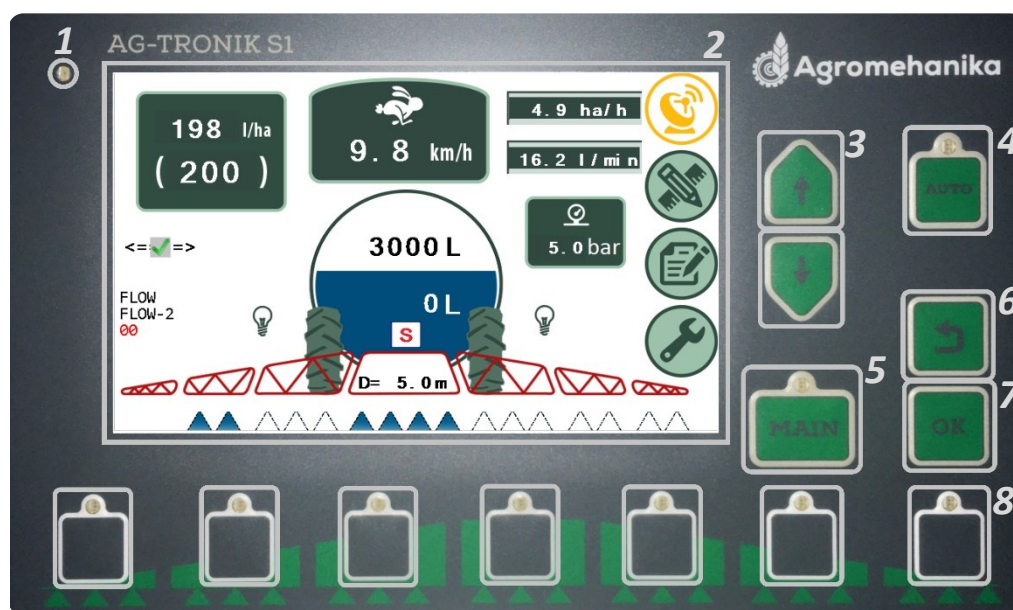 1
AG-TRONIK S1
2
Agromehanika
198 l/ha
( 200 )
9.8 km/h
4.9 ha/h
16.2 l/min
5.0 bar
<= =>
3000 L
0 L
FLOW
FLOW-2
00
S
D= 5.0m
3
4
AUTO
5
MAIN
6
7
OK
8